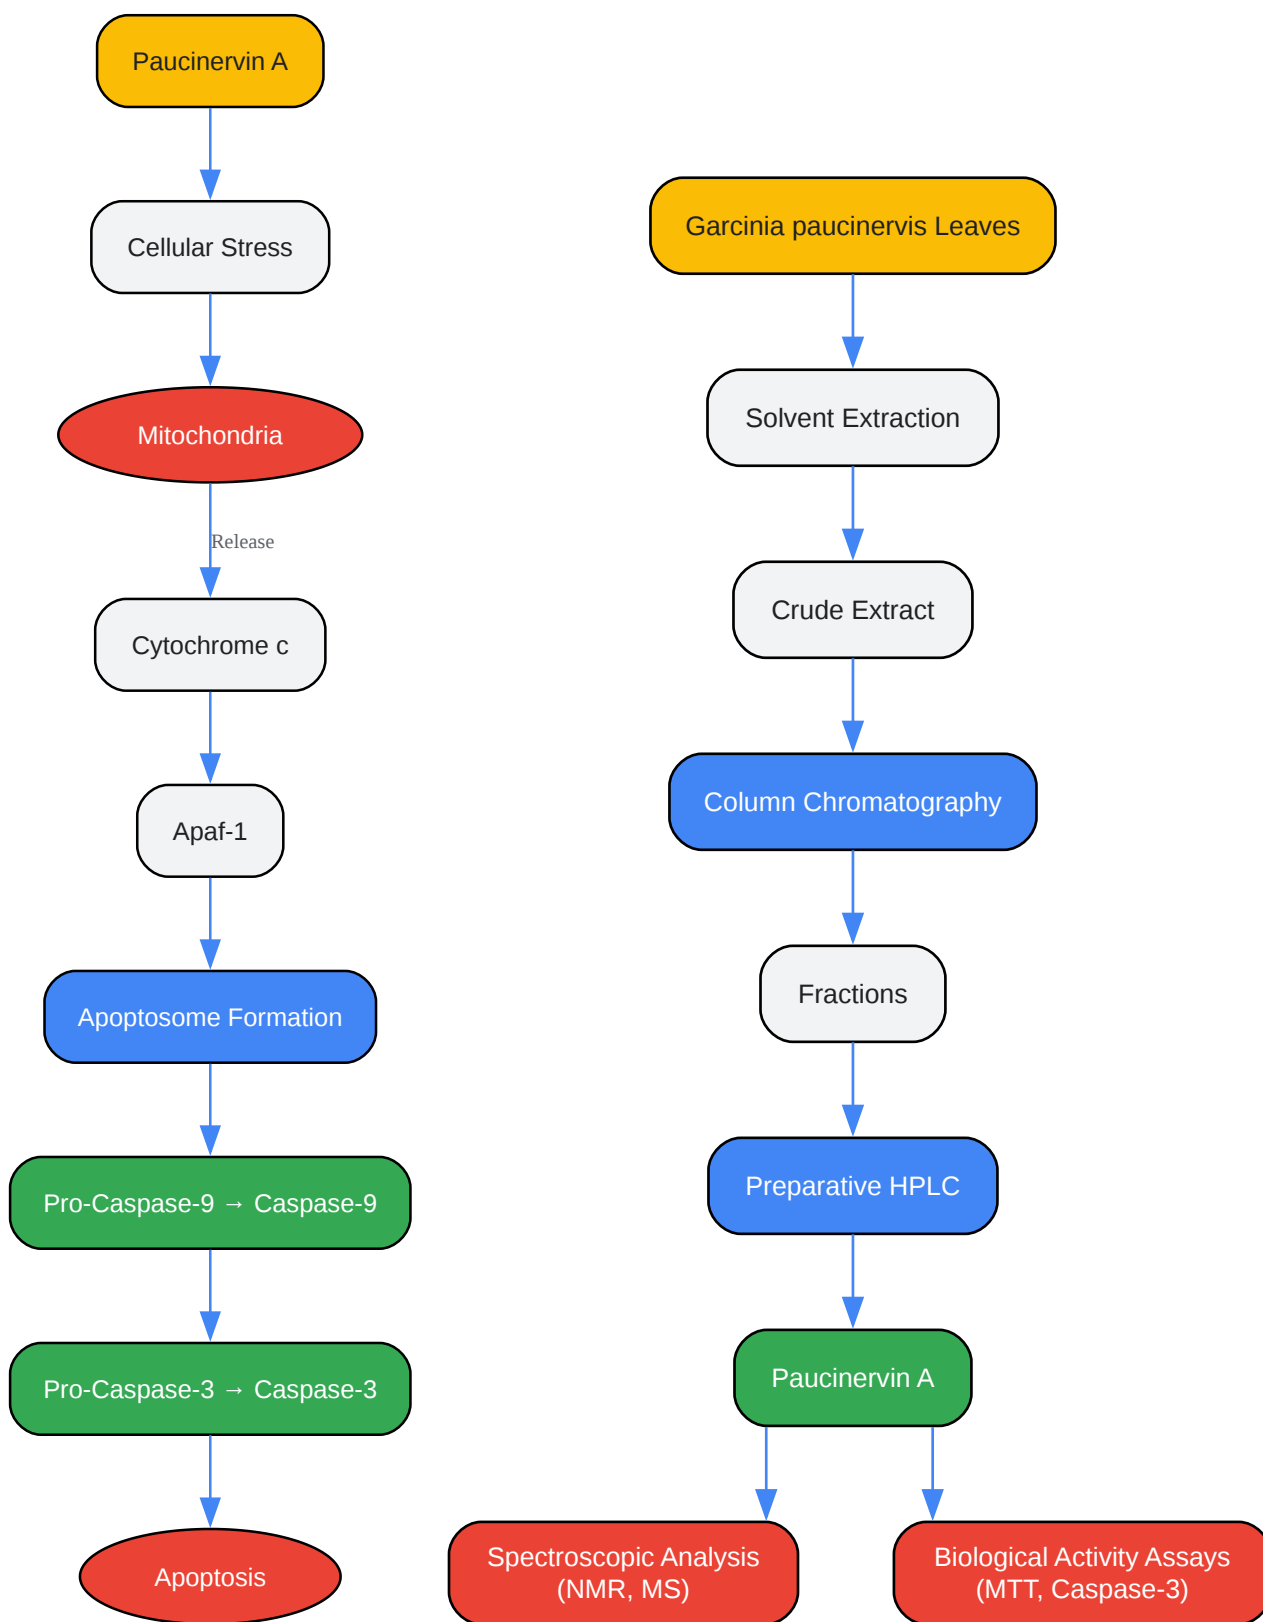 Paucinervin A
Cellular Stress
Mitochondria
Release
Cytochrome c
Apaf-1
Apoptosome Formation
Pro-Caspase-9 → Caspase-9
Pro-Caspase-3 → Caspase-3
Apoptosis
Garcinia paucinervis Leaves
Solvent Extraction
Crude Extract
Column Chromatography
Fractions
Preparative HPLC
Paucinervin A
Spectroscopic Analysis
(NMR, MS)
Biological Activity Assays
(MTT, Caspase-3)